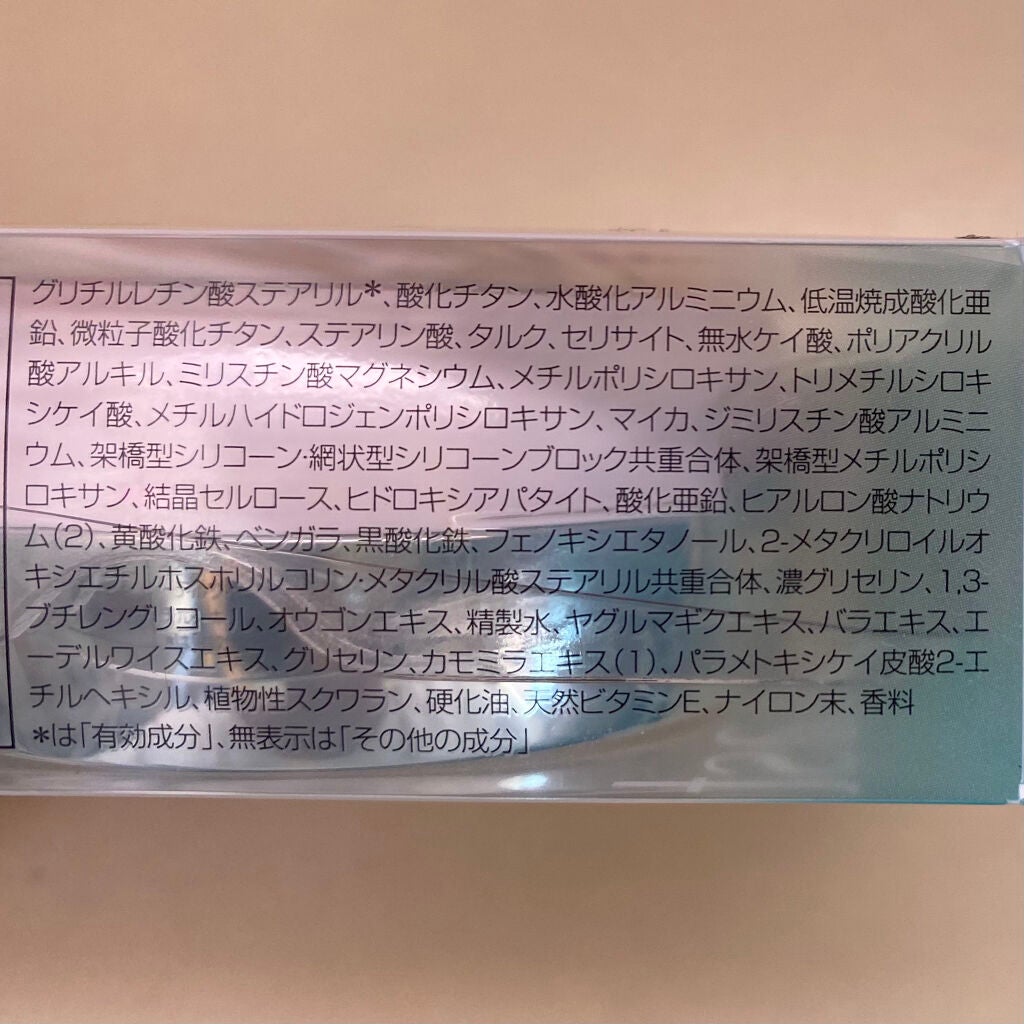 グリチルレチン酸ステアリル*、酸化チタン、水酸化アルミニウム、低温焼成酸化亜
鉛、微粒子酸化チタン、ステアリン酸、タルク、セリサイト、無水ケイ酸、ポリアクリル
酸アルキル、ミリスチン酸マグネシウム、メチルポリシロキサン、トリメチルシロキ
シケイ酸、メチルハイドロジェンポリシロキサン、マイカ、ジミリスチン酸アルミニ
ウム、架橋型シリコーン・網状型シリコーンブロック共重合体、架橋型メチルポリシ
ロキサン、結晶セルロース、ヒドロキシアパタイト、酸化亜鉛、ヒアルロン酸ナトリウ
ム(2)、黄酸化鉄、ベンガラ、黒酸化鉄、フェノキシエタノール、2-メタクリロイルオ
キシエチルホスホリルコリン・メタクリル酸ステアリル共重合体、濃グリセリン、1,3-
ブチレングリコール、オウゴンエキス、精製水、ヤグルマギクエキス、バラエキス、エ
ーデルワイスエキス、グリセリン、カモミラエキス(1)、パラメトキシケイ皮酸2-エ
チルヘキシル、植物性スクワラン、硬化油、天然ビタミンE、ナイロン末、香料
*は「有効成分」、無表示は「その他の成分」